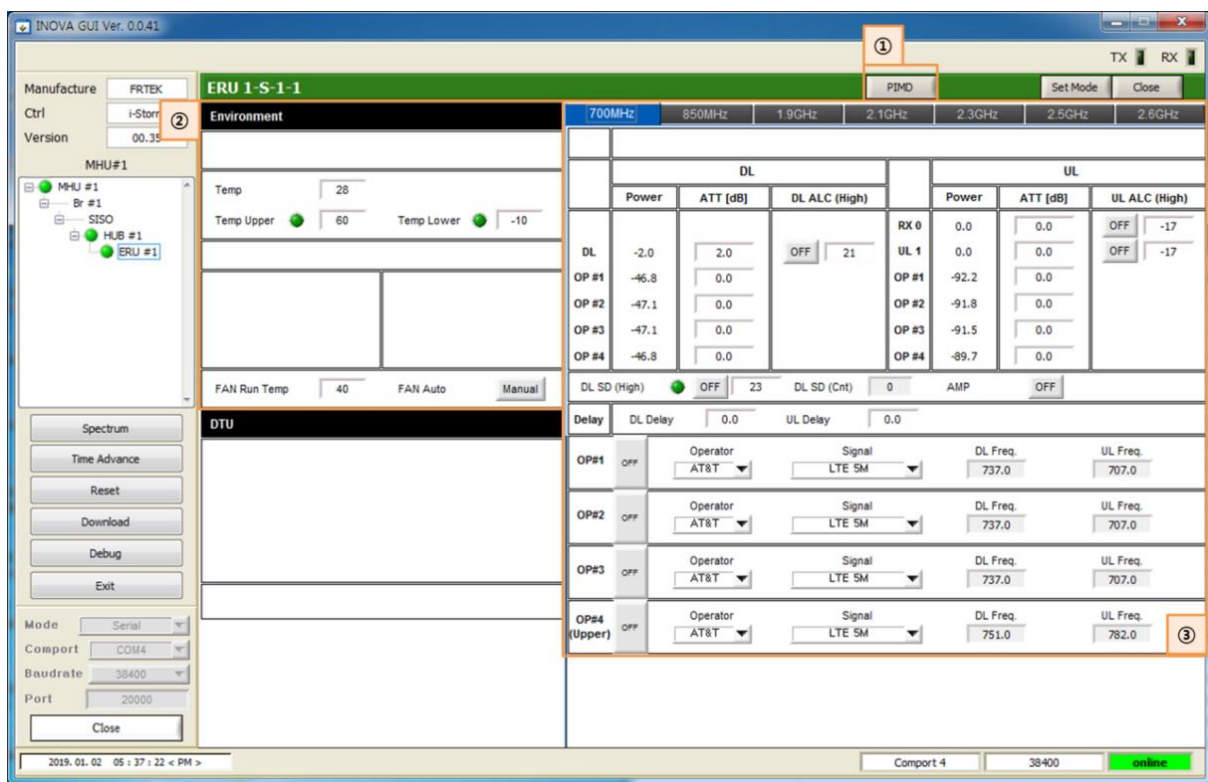 INOVA GUI Ver. 0.0.41
①
TX RX
Manufacture FRTEK
ERU 1-S-1-1
PIMD
Set Mode Close
Ctrl i-Storm
②
Version 00.35
MHU#1
MHU #1
Br #1
SISO
HUB #1
ERU #1
Environment
Temp 28
Temp Upper 60 Temp Lower -10
FAN Run Temp 40 FAN Auto Manual
DTU
700MHz 850MHz 1.9GHz 2.1GHz 2.3GHz 2.5GHz 2.6GHz
DL UL
Power ATT [dB] DL ALC (High) Power ATT [dB] UL ALC (High)
RX 0 0.0 0.0 OFF -17
DL -2.0 2.0 OFF 21 UL 1 0.0 0.0 OFF -17
OP #1 -46.8 0.0 OP #1 -92.2 0.0
OP #2 -47.1 0.0 OP #2 -91.8 0.0
OP #3 -47.1 0.0 OP #3 -91.5 0.0
OP #4 -46.8 0.0 OP #4 -89.7 0.0
DL SD (High) OFF 23 DL SD (Cnt) 0 AMP OFF
Delay DL Delay 0.0 UL Delay 0.0
Operator Signal DL Freq. UL Freq.
OP#1 OFF AT&T LTE 5M 737.0 707.0
Operator Signal DL Freq. UL Freq.
OP#2 OFF AT&T LTE 5M 737.0 707.0
Operator Signal DL Freq. UL Freq.
OP#3 OFF AT&T LTE 5M 737.0 707.0
Operator Signal DL Freq. UL Freq.
OP#4 (Upper) OFF AT&T LTE 5M 751.0 782.0
③
Spectrum
Time Advance
Reset
Download
Debug
Exit
Mode Serial
Comport COM4
Baudrate 38400
Port 20000
Close
2019. 01. 02 05 : 37 : 22 < PM >
Comport 4 38400 online